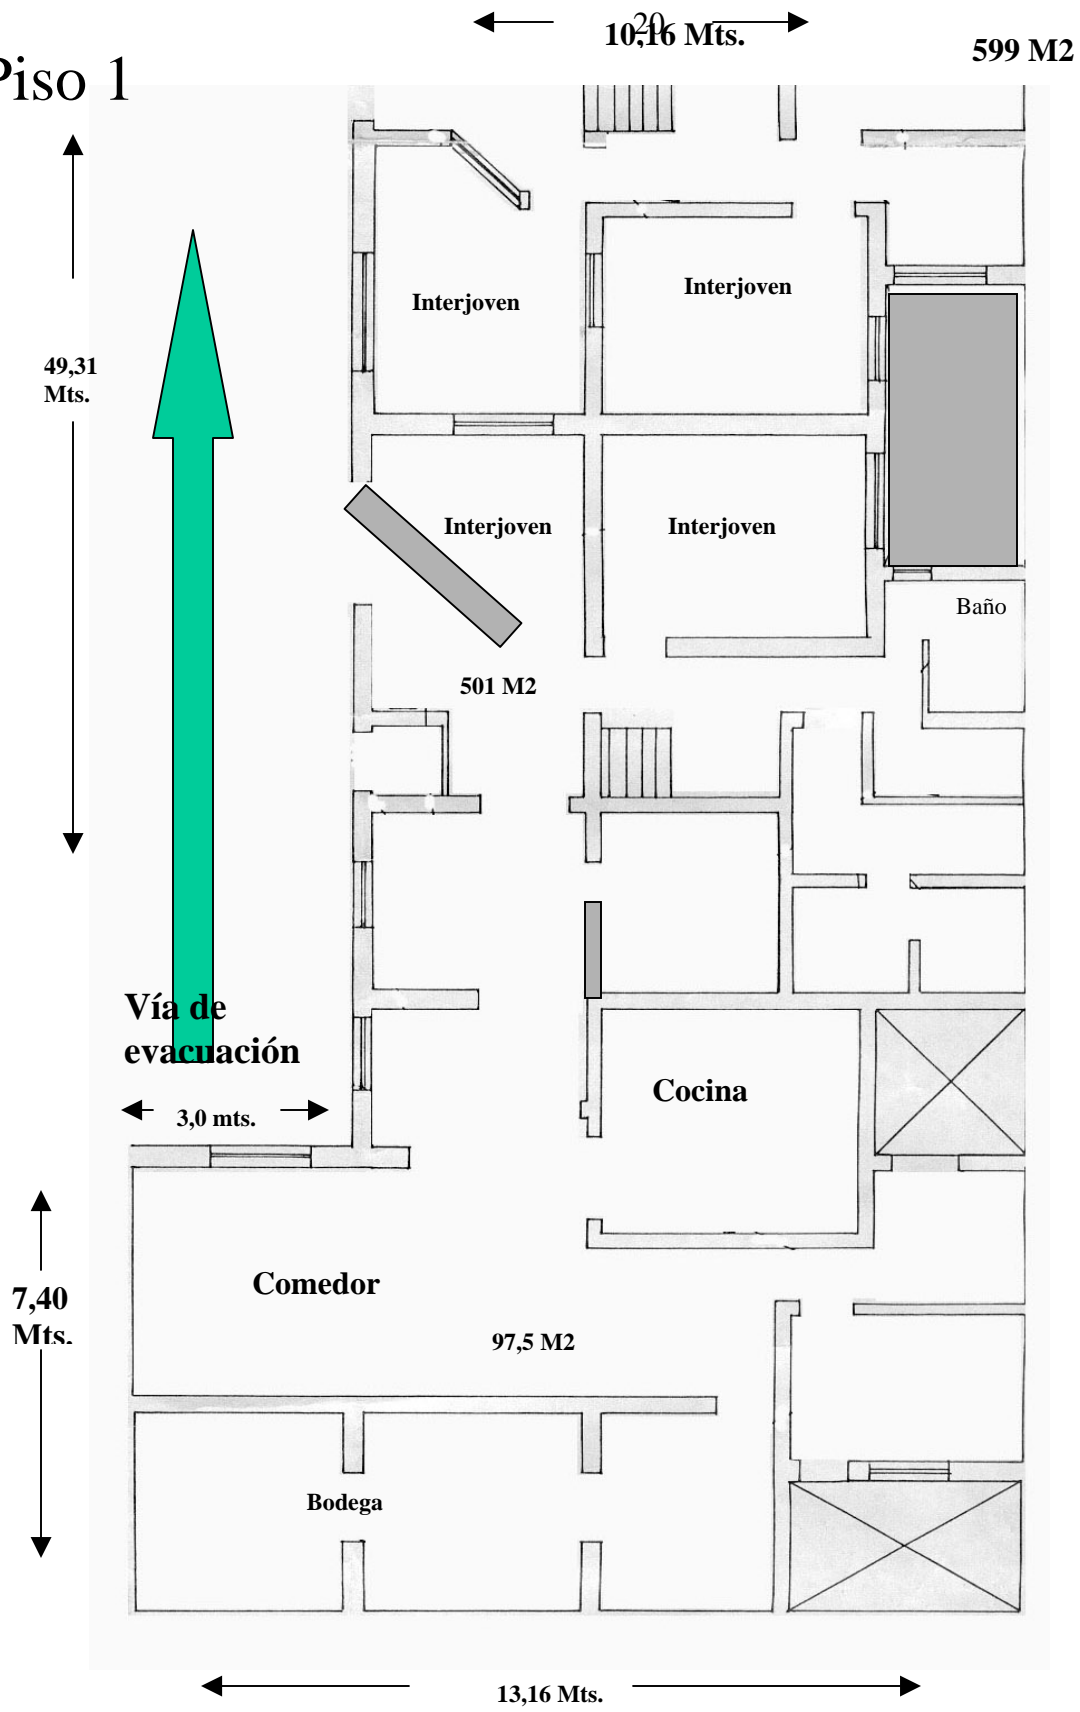 20
10,16 Mts.
599 M2
Piso 1
Interjoven
Interjoven
49,31
Mts.
Interjoven
Interjoven
Baño
501 M2
Vía de
evacuación
3,0 mts.
Cocina
Comedor
7,40
Mts.
97,5 M2
Bodega
13,16 Mts.